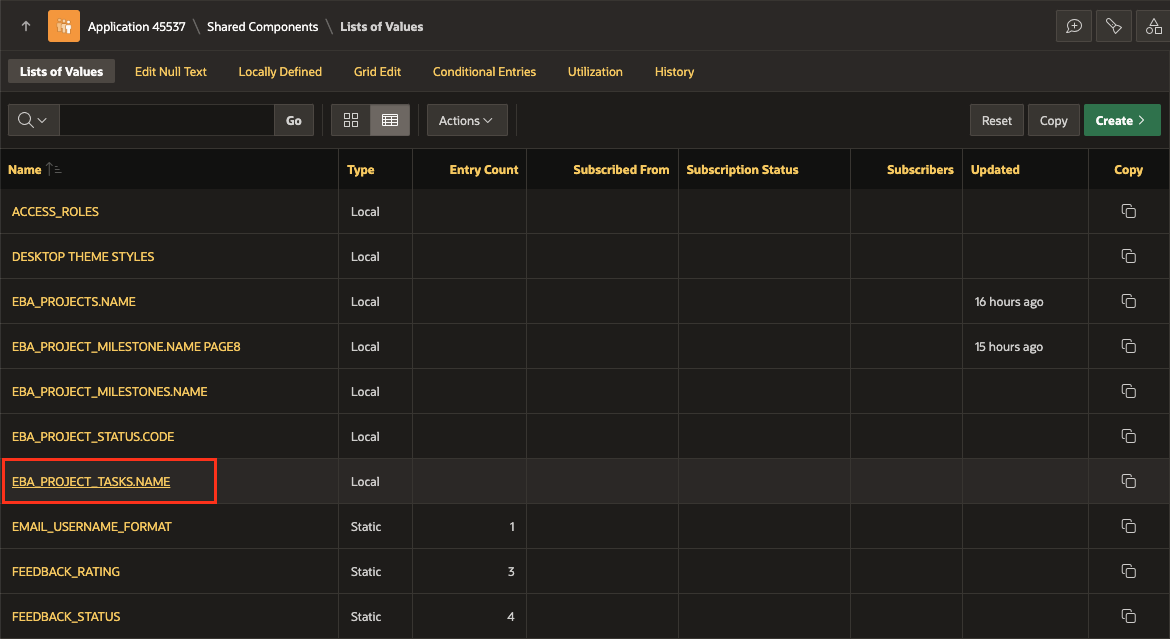 Application 45537 \ Shared Components \ Lists of Values
Lists of Values Edit Null Text Locally Defined Grid Edit Conditional Entries Utilization History
Go Actions Reset Copy Create
Name Type Entry Count Subscribed From Subscription Status Subscribers Updated Copy
ACCESS_ROLES Local
DESKTOP THEME STYLES Local
EBA_PROJECTS.NAME Local 16 hours ago
EBA_PROJECT_MILESTONE.NAME PAGE8 Local 15 hours ago
EBA_PROJECT_MILESTONES.NAME Local
EBA_PROJECT_STATUS.CODE Local
EBA_PROJECT_TASKS.NAME Local
EMAIL_USERNAME_FORMAT Static 1
FEEDBACK_RATING Static 3
FEEDBACK_STATUS Static 4